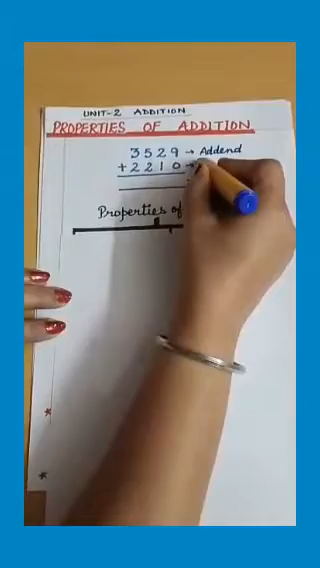 UNIT-2 ADDITION
PROPERTIES OF ADDITION
3529 → Addend
+2210 →
Properties of